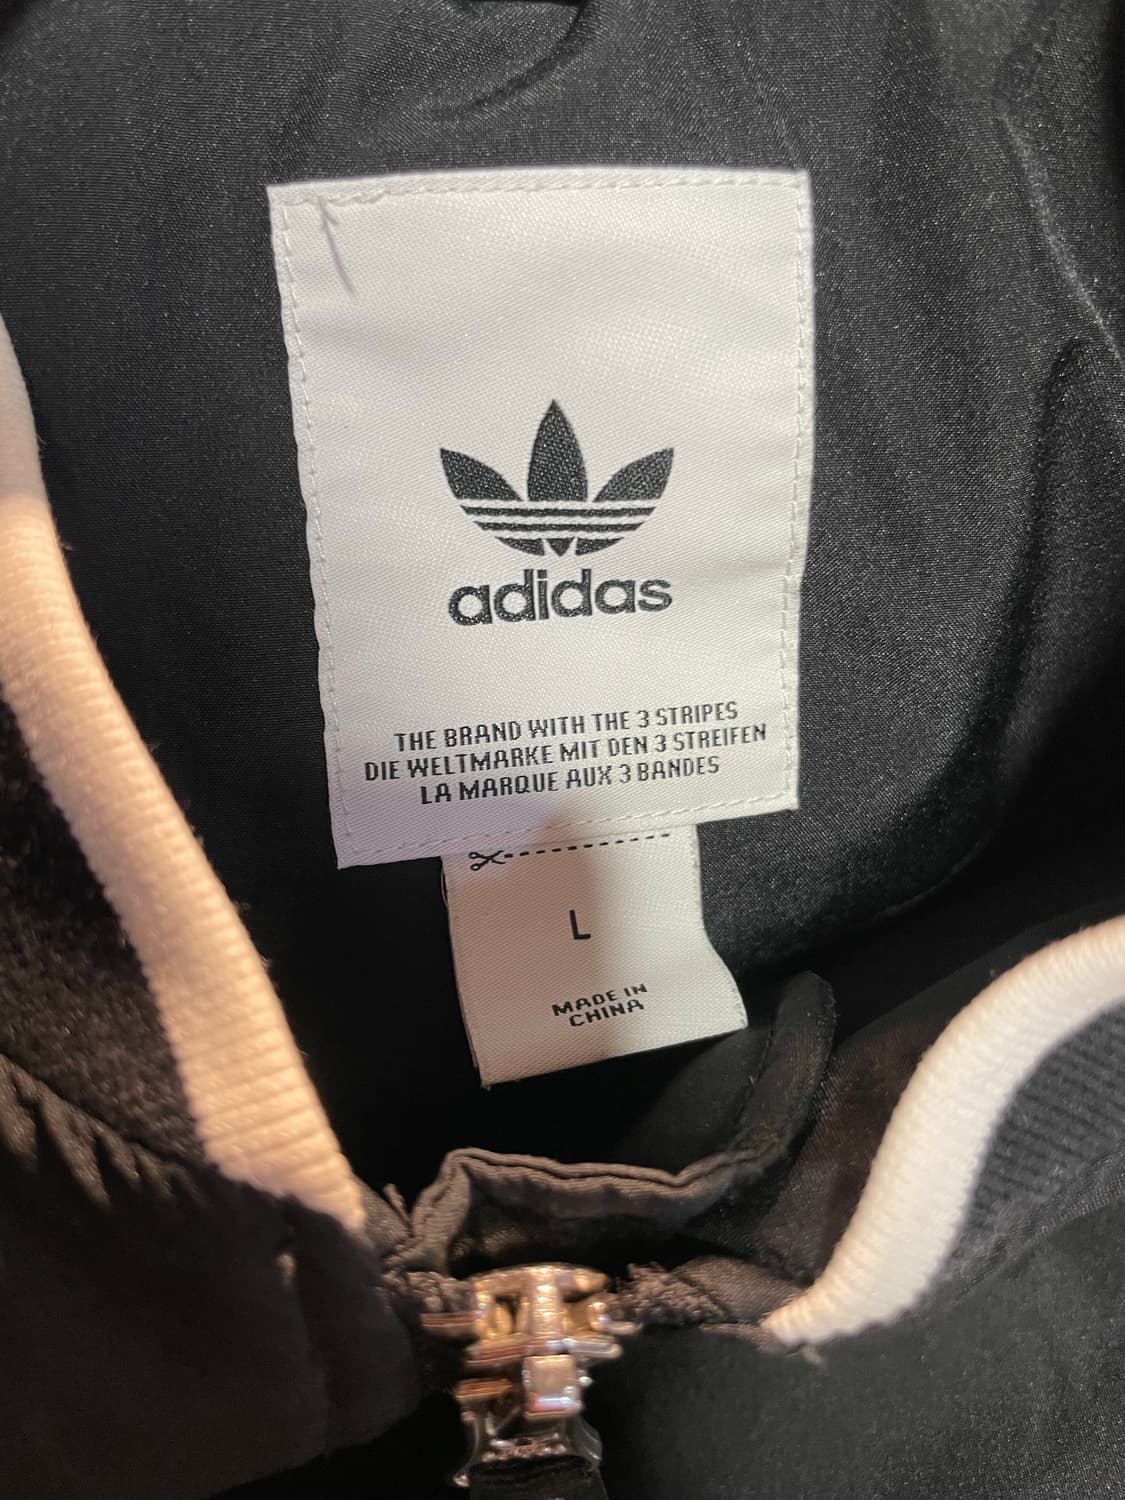 adidas
THE BRAND WITH THE 3 STRIPES
DIE WELTMARKE MIT DEN 3 STREIFEN
LA MARQUE AUX 3 BANDES
L
MADE IN
CHINA